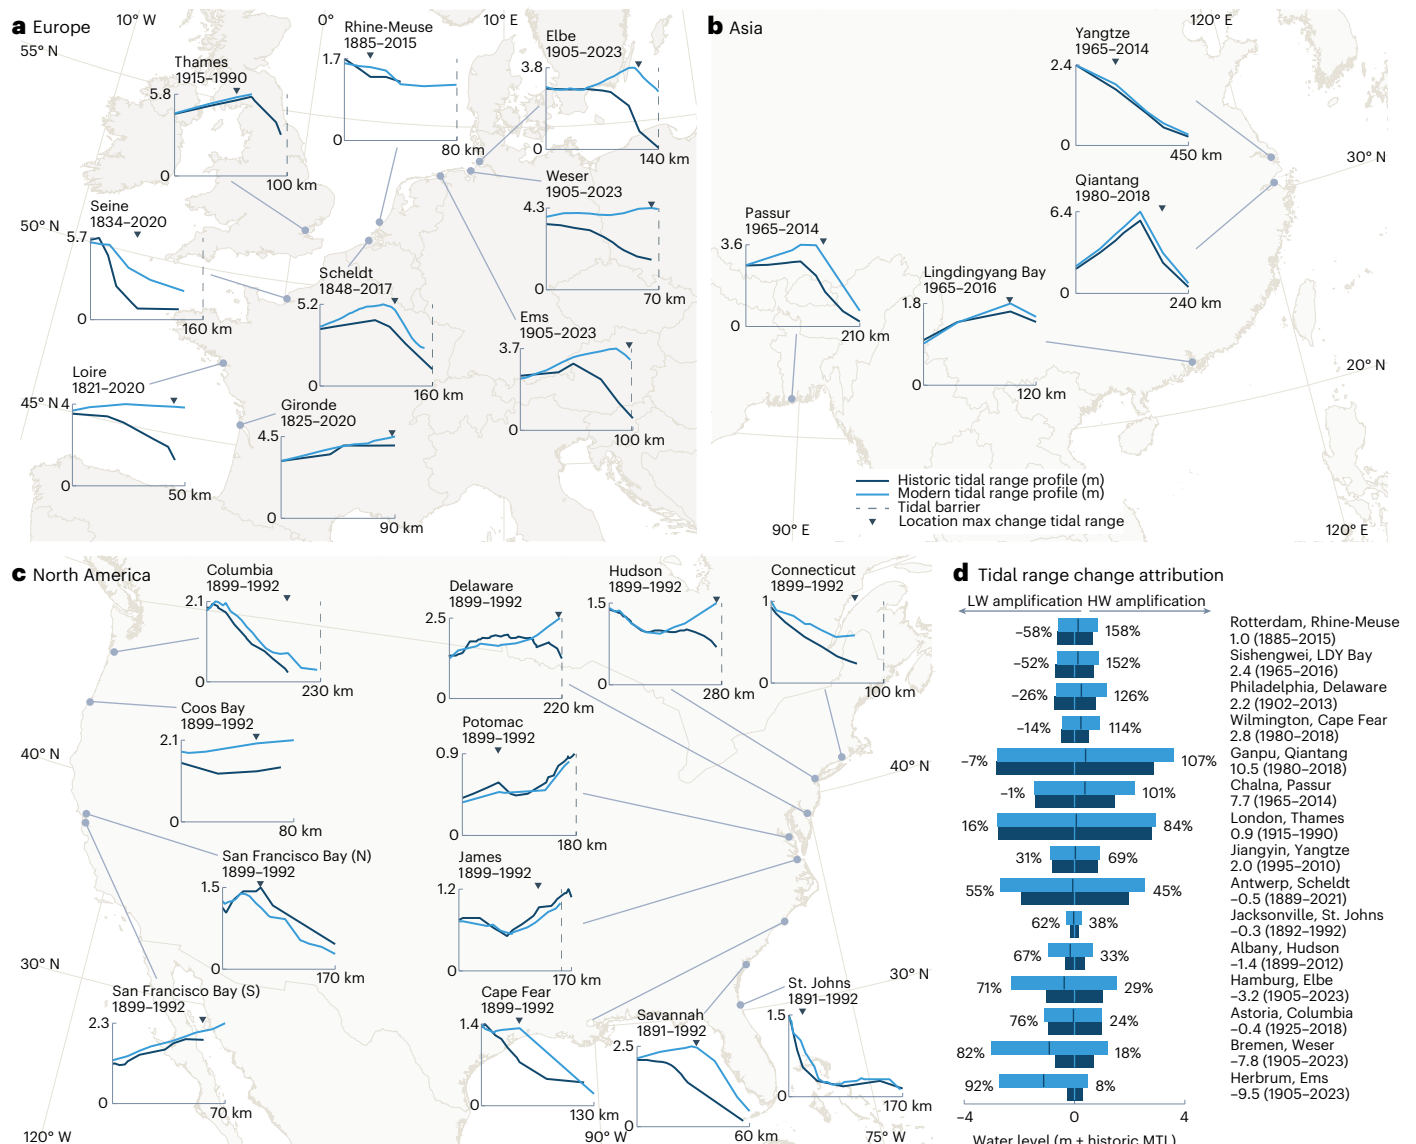 a Europe
10° W
0°
10° E
55° N
50° N
45° N
Thames
1915–1990
5.8
0
100 km
Rhine-Meuse
1885–2015
1.7
0
80 km
Elbe
1905–2023
3.8
0
140 km
Weser
1905–2023
4.3
0
70 km
Seine
1834–2020
5.7
0
160 km
Scheldt
1848–2017
5.2
0
160 km
Ems
1905–2023
3.7
0
100 km
Loire
1821–2020
4
0
50 km
Gironde
1825–2020
4.5
0
90 km
b Asia
120° E
30° N
20° N
90° E
120° E
Yangtze
1965–2014
2.4
0
450 km
Qiantang
1980–2018
6.4
0
240 km
Passur
1965–2014
3.6
0
210 km
Lingdingyang Bay
1965–2016
1.8
0
120 km
Historic tidal range profile (m)
Modern tidal range profile (m)
Tidal barrier
Location max change tidal range
c North America
40° N
30° N
120° W
40° N
30° N
90° W
75° W
Columbia
1899–1992
2.1
0
230 km
Delaware
1899–1992
2.5
0
220 km
Hudson
1899–1992
1.5
0
280 km
Connecticut
1899–1992
1
0
100 km
Coos Bay
1899–1992
2.1
0
80 km
Potomac
1899–1992
0.9
0
180 km
San Francisco Bay (N)
1899–1992
1.5
0
170 km
James
1899–1992
1.2
0
170 km
San Francisco Bay (S)
1899–1992
2.3
0
70 km
Cape Fear
1899–1992
1.4
0
130 km
Savannah
1891–1992
2.5
0
60 km
St. Johns
1891–1992
1.5
0
170 km
d Tidal range change attribution
LW amplification HW amplification
–58% 158% Rotterdam, Rhine-Meuse
1.0 (1885–2015)
–52% 152% Sishengwei, LDY Bay
2.4 (1965–2016)
–26% 126% Philadelphia, Delaware
2.2 (1902–2013)
–14% 114% Wilmington, Cape Fear
2.8 (1980–2018)
–7% 107% Ganpu, Qiantang
10.5 (1980–2018)
–1% 101% Chalna, Passur
7.7 (1965–2014)
16% 84% London, Thames
0.9 (1915–1990)
31% 69% Jiangyin, Yangtze
2.0 (1995–2010)
55% 45% Antwerp, Scheldt
–0.5 (1889–2021)
62% 38% Jacksonville, St. Johns
–0.3 (1892–1992)
67% 33% Albany, Hudson
–1.4 (1899–2012)
71% 29% Hamburg, Elbe
–3.2 (1905–2023)
76% 24% Astoria, Columbia
–0.4 (1925–2018)
82% 18% Bremen, Weser
–7.8 (1905–2023)
92% 8% Herbrum, Ems
–9.5 (1905–2023)
–4 0 4
Water level (m + historic MTL)